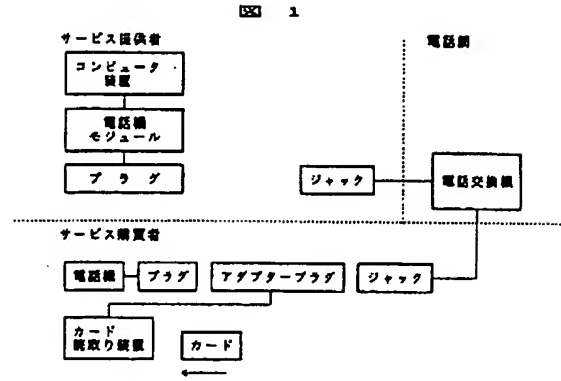 図 1
サービス提供者
電話網
コンピュータ
装置
電話機
モジュール
プラグ
ジャック
電話交換機
サービス購買者
電話機
プラグ
アダプタープラグ
ジャック
カード
読取り装置
カード